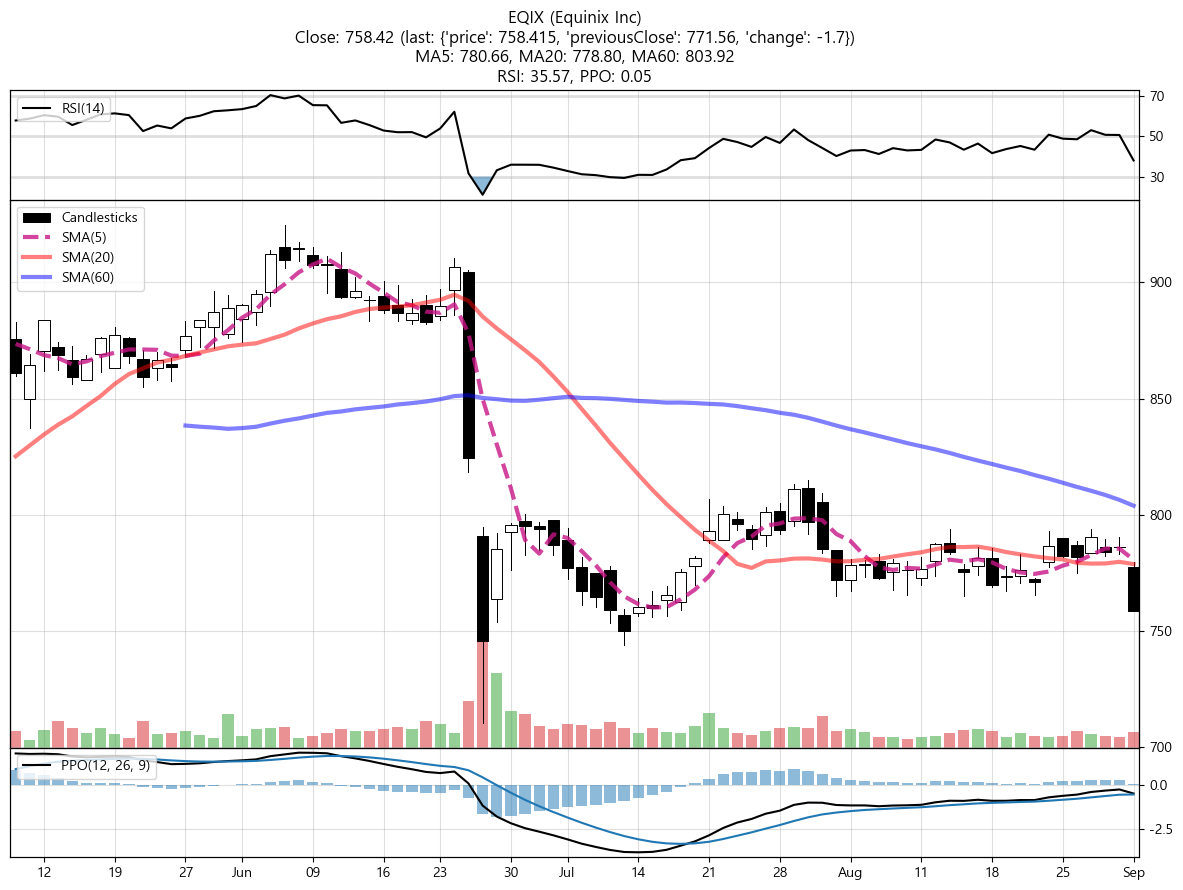 EQIX (Equinix Inc)
Close: 758.42 (last: {'price': 758.415, 'previousClose': 771.56, 'change': -1.7})
MA5: 780.66, MA20: 778.80, MA60: 803.92
RSI: 35.57, PPO: 0.05
RSI(14)
70
50
30
Candlesticks
SMA(5)
SMA(20)
SMA(60)
900
850
800
750
700
PPO(12, 26, 9)
0.0
-2.5
12 19 27 Jun 09 16 23 30 Jul 14 21 28 Aug 11 18 25 Sep